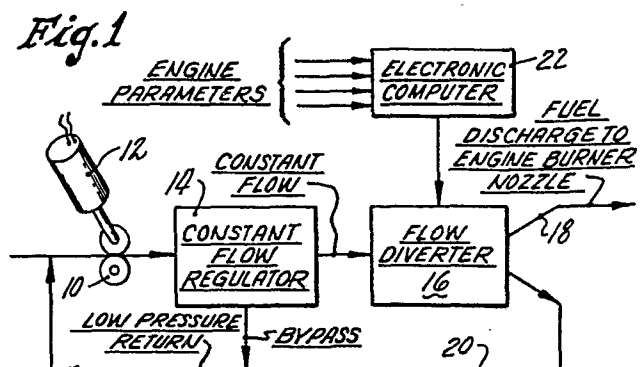 Fig. 1
ENGINE
PARAMETERS
ELECTRONIC
COMPUTER
22
FUEL
DISCHARGE TO
ENGINE BURNER
NOZZLE
12
CONSTANT
FLOW
14
CONSTANT
FLOW
REGULATOR
FLOW
DIVERTER
16
18
10
LOW PRESSURE
RETURN
BYPASS
20